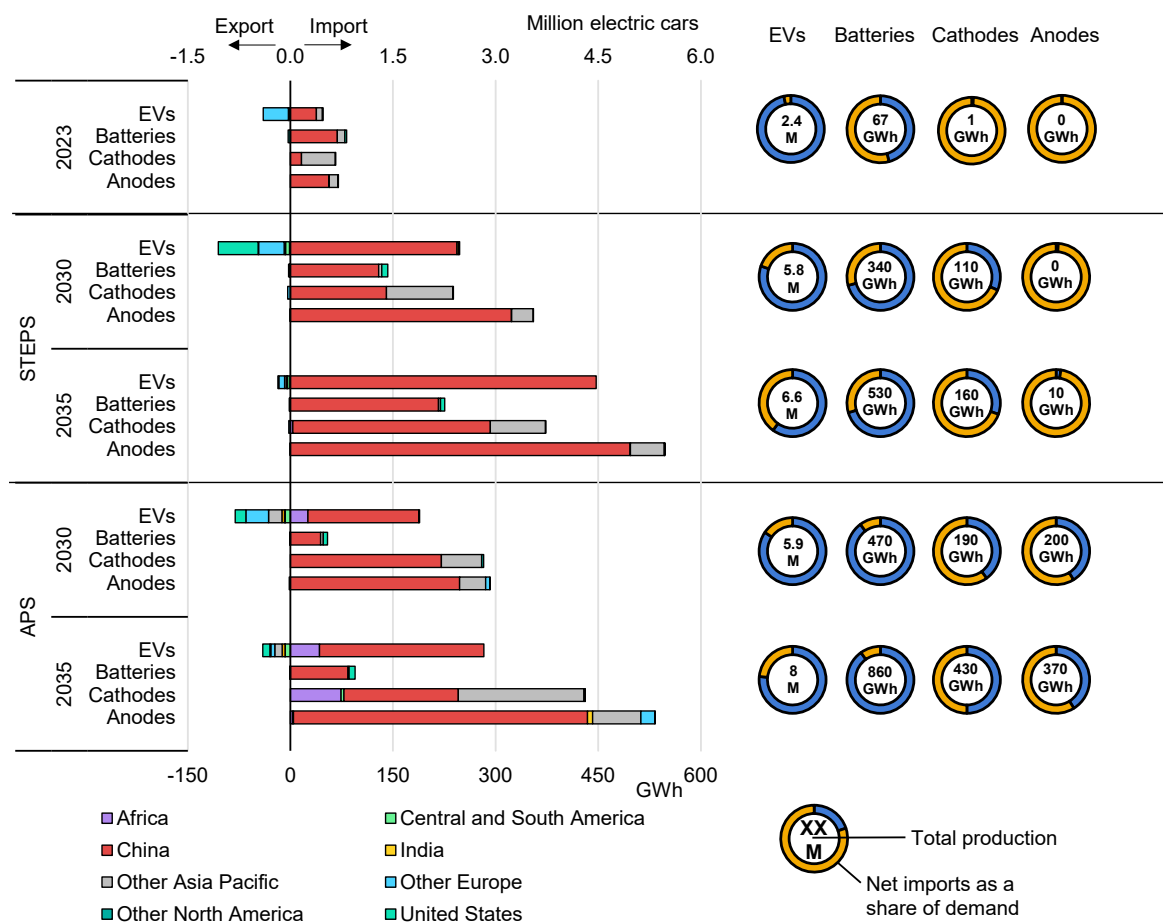 Export Import Million electric cars
-1.5 0.0 1.5 3.0 4.5 6.0
EVs Batteries Cathodes Anodes
2023
EVs
Batteries
Cathodes
Anodes
2.4 M
67 GWh
1 GWh
0 GWh
STEPS
2030
EVs
Batteries
Cathodes
Anodes
5.8 M
340 GWh
110 GWh
0 GWh
2035
EVs
Batteries
Cathodes
Anodes
6.6 M
530 GWh
160 GWh
10 GWh
APS
2030
EVs
Batteries
Cathodes
Anodes
5.9 M
470 GWh
190 GWh
200 GWh
2035
EVs
Batteries
Cathodes
Anodes
8 M
860 GWh
430 GWh
370 GWh
-150 0 150 300 450 600
GWh
Africa
Central and South America
China
India
Other Asia Pacific
Other Europe
Other North America
United States
XX
M
Total production
Net imports as a
share of demand